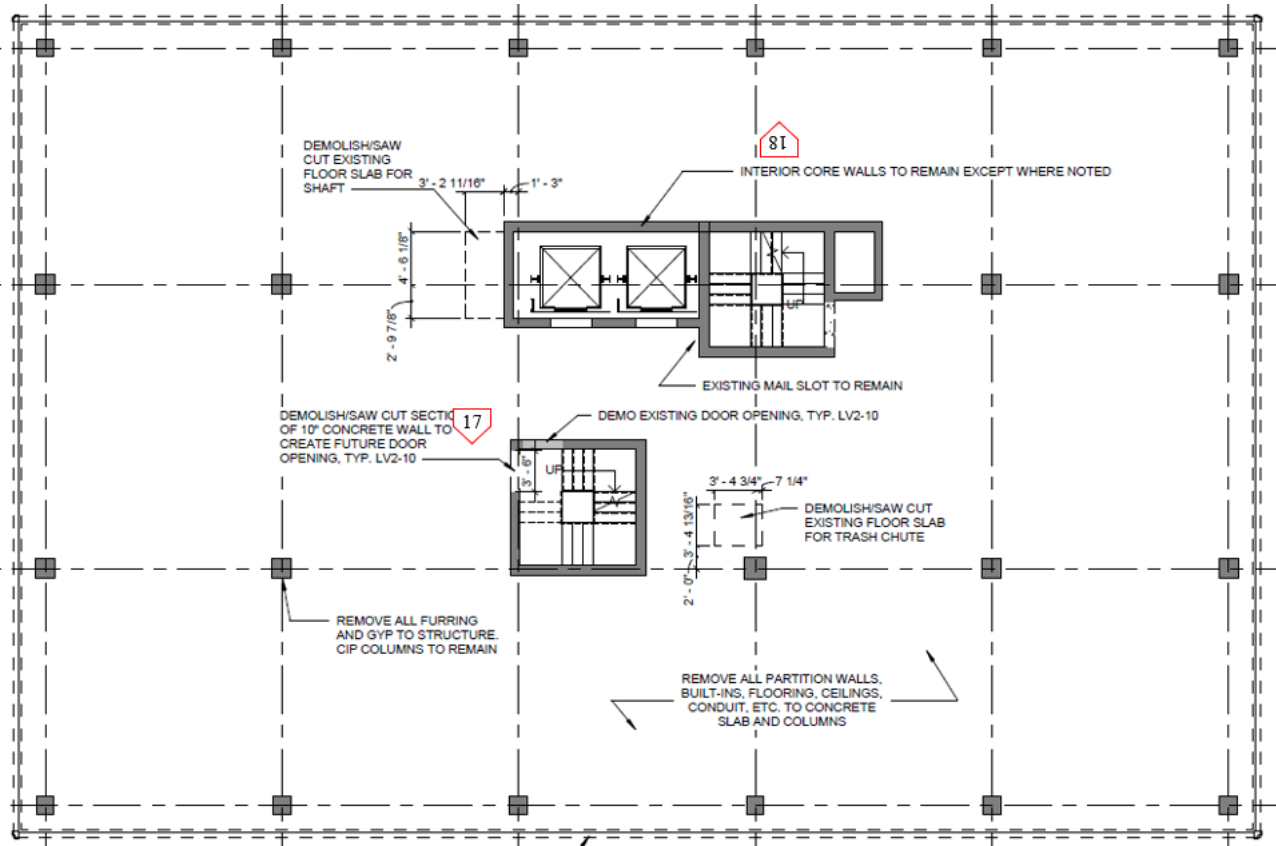 DEMOLISH/SAW
CUT EXISTING
FLOOR SLAB FOR
SHAFT
3' - 2 11/16"
1' - 3"
18
INTERIOR CORE WALLS TO REMAIN EXCEPT WHERE NOTED
4' - 6 1/8"
2' - 9 7/8"
UP
EXISTING MAIL SLOT TO REMAIN
DEMOLISH/SAW CUT SECTIO
OF 10" CONCRETE WALL TO
CREATE FUTURE DOOR
OPENING, TYP. LV2-10
17
DEMO EXISTING DOOR OPENING, TYP. LV2-10
3' - 6"
UP
3' - 4 3/4"
7 1/4"
3' - 4 13/16"
2' - 0"
DEMOLISH/SAW CUT
EXISTING FLOOR SLAB
FOR TRASH CHUTE
REMOVE ALL FURRING
AND GYP TO STRUCTURE.
CIP COLUMNS TO REMAIN
REMOVE ALL PARTITION WALLS,
BUILT-INS, FLOORING, CEILINGS,
CONDUIT, ETC. TO CONCRETE
SLAB AND COLUMNS